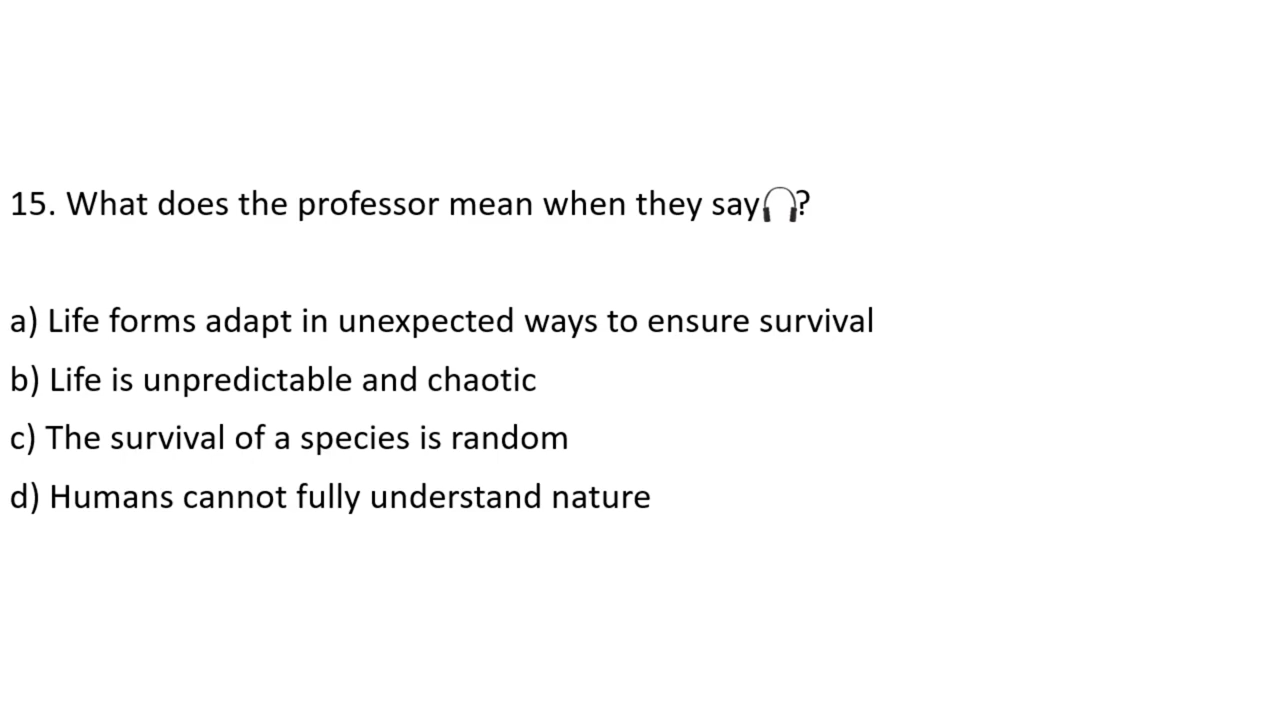 15. What does the professor mean when they say🎧?
a) Life forms adapt in unexpected ways to ensure survival
b) Life is unpredictable and chaotic
c) The survival of a species is random
d) Humans cannot fully understand nature